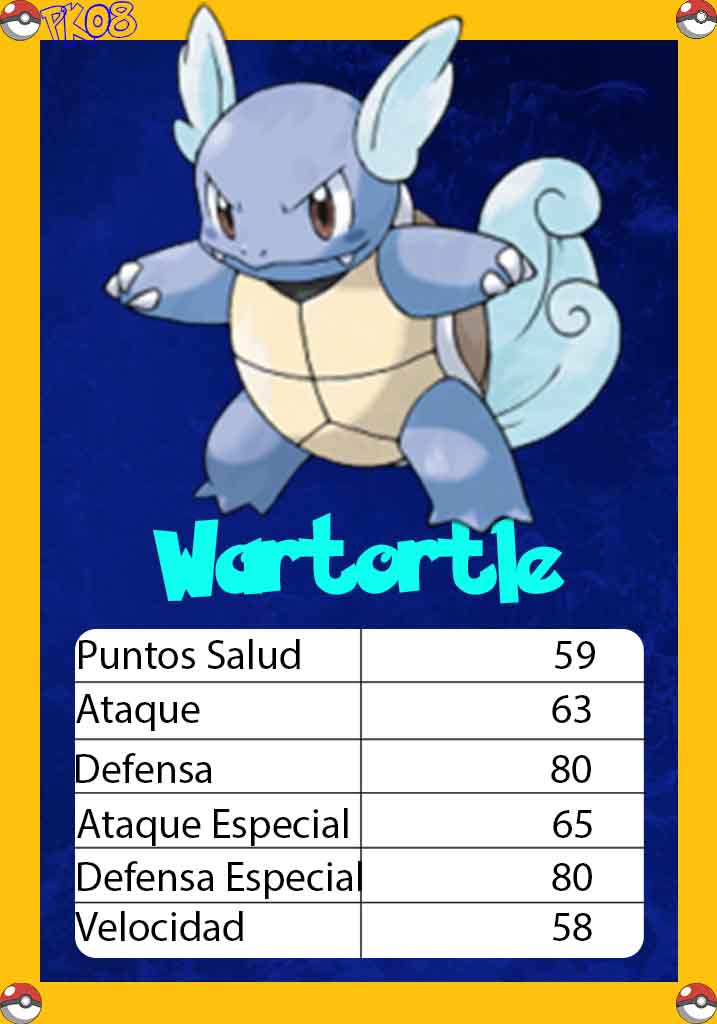 PK08
Wartortle
Puntos Salud 59
Ataque 63
Defensa 80
Ataque Especial 65
Defensa Especial 80
Velocidad 58